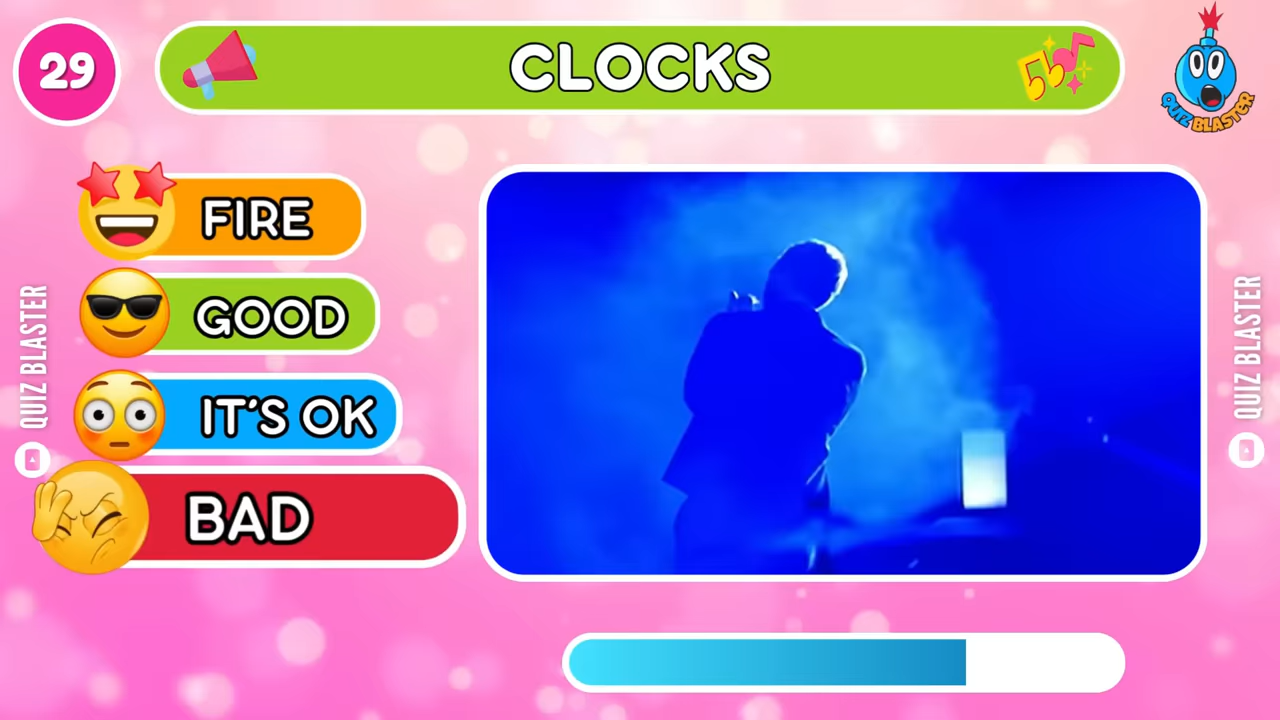 29
CLOCKS
QUIZ BLASTER
FIRE
GOOD
IT'S OK
BAD
QUIZ BLASTER
QUIZ BLASTER